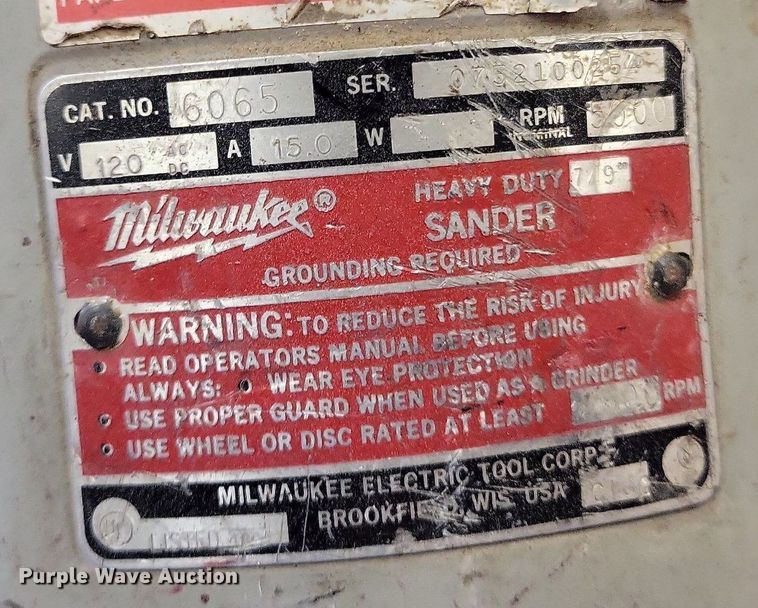 CAT. NO. 6065 SER.
V 120 AC DC A 15.0 W RPM NOMINAL
Milwaukee® HEAVY DUTY 7/9"
SANDER
GROUNDING REQUIRED
WARNING: TO REDUCE THE RISK OF INJURY
• READ OPERATORS MANUAL BEFORE USING
ALWAYS: • WEAR EYE PROTECTION
• USE PROPER GUARD WHEN USED AS A GRINDER
• USE WHEEL OR DISC RATED AT LEAST RPM
MILWAUKEE ELECTRIC TOOL CORP.
BROOKFIELD, WIS. USA
LISTED
Purple Wave Auction